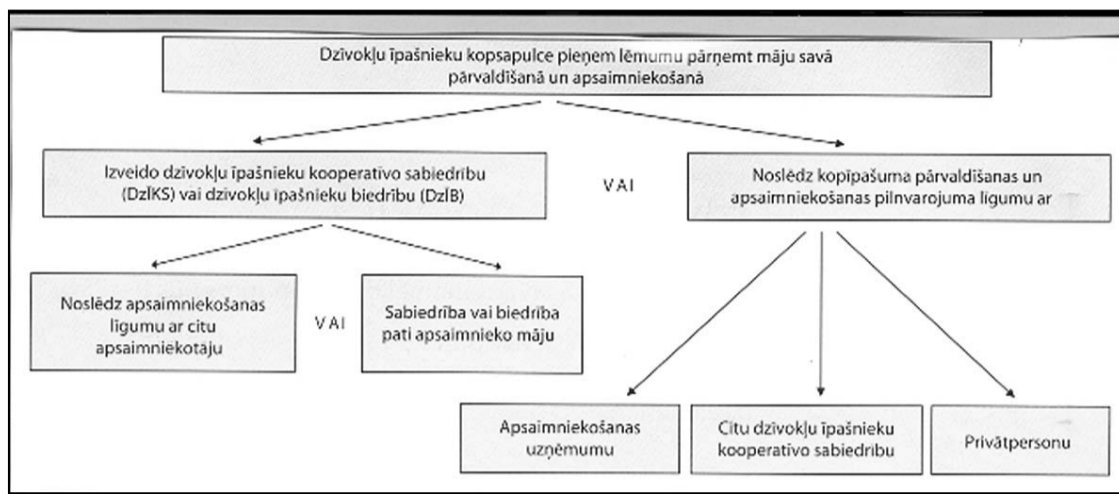 Dzīvokļu īpašnieku kopsapulce pieņem lēmumu pārņemt māju savā
pārvaldīšanā un apsaimniekošanā
Izveido dzīvokļu īpašnieku kooperatīvo sabiedrību
(DzĪKS) vai dzīvokļu īpašnieku biedrību (DzĪB)
VAI
Noslēdz kopīpašuma pārvaldīšanas un
apsaimniekošanas pilnvarojuma līgumu ar
Noslēdz apsaimniekošanas
līgumu ar citu
apsaimniekotāju
VAI
Sabiedrība vai biedrība
pati apsaimnieko māju
Apsaimniekošanas
uzņēmumu
Citu dzīvokļu īpašnieku
kooperatīvo sabiedrību
Privātpersonu